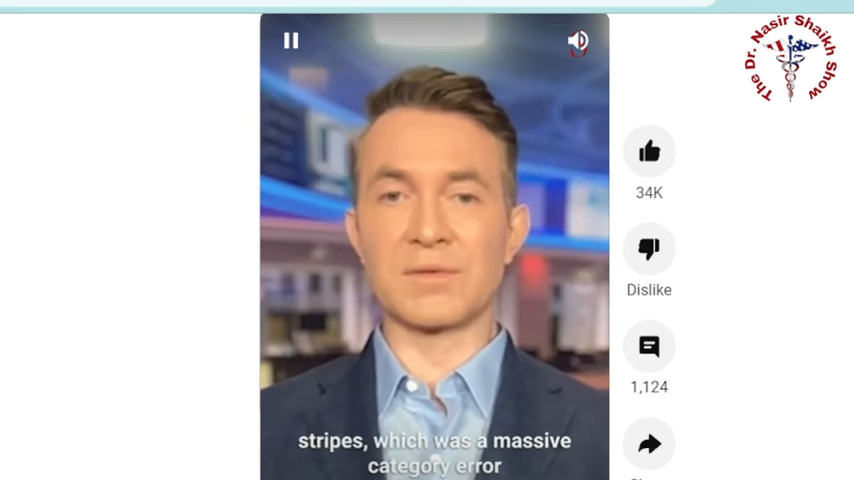 The Dr. Nasir Shaikh Show
34K
Dislike
1,124
stripes, which was a massive
category error